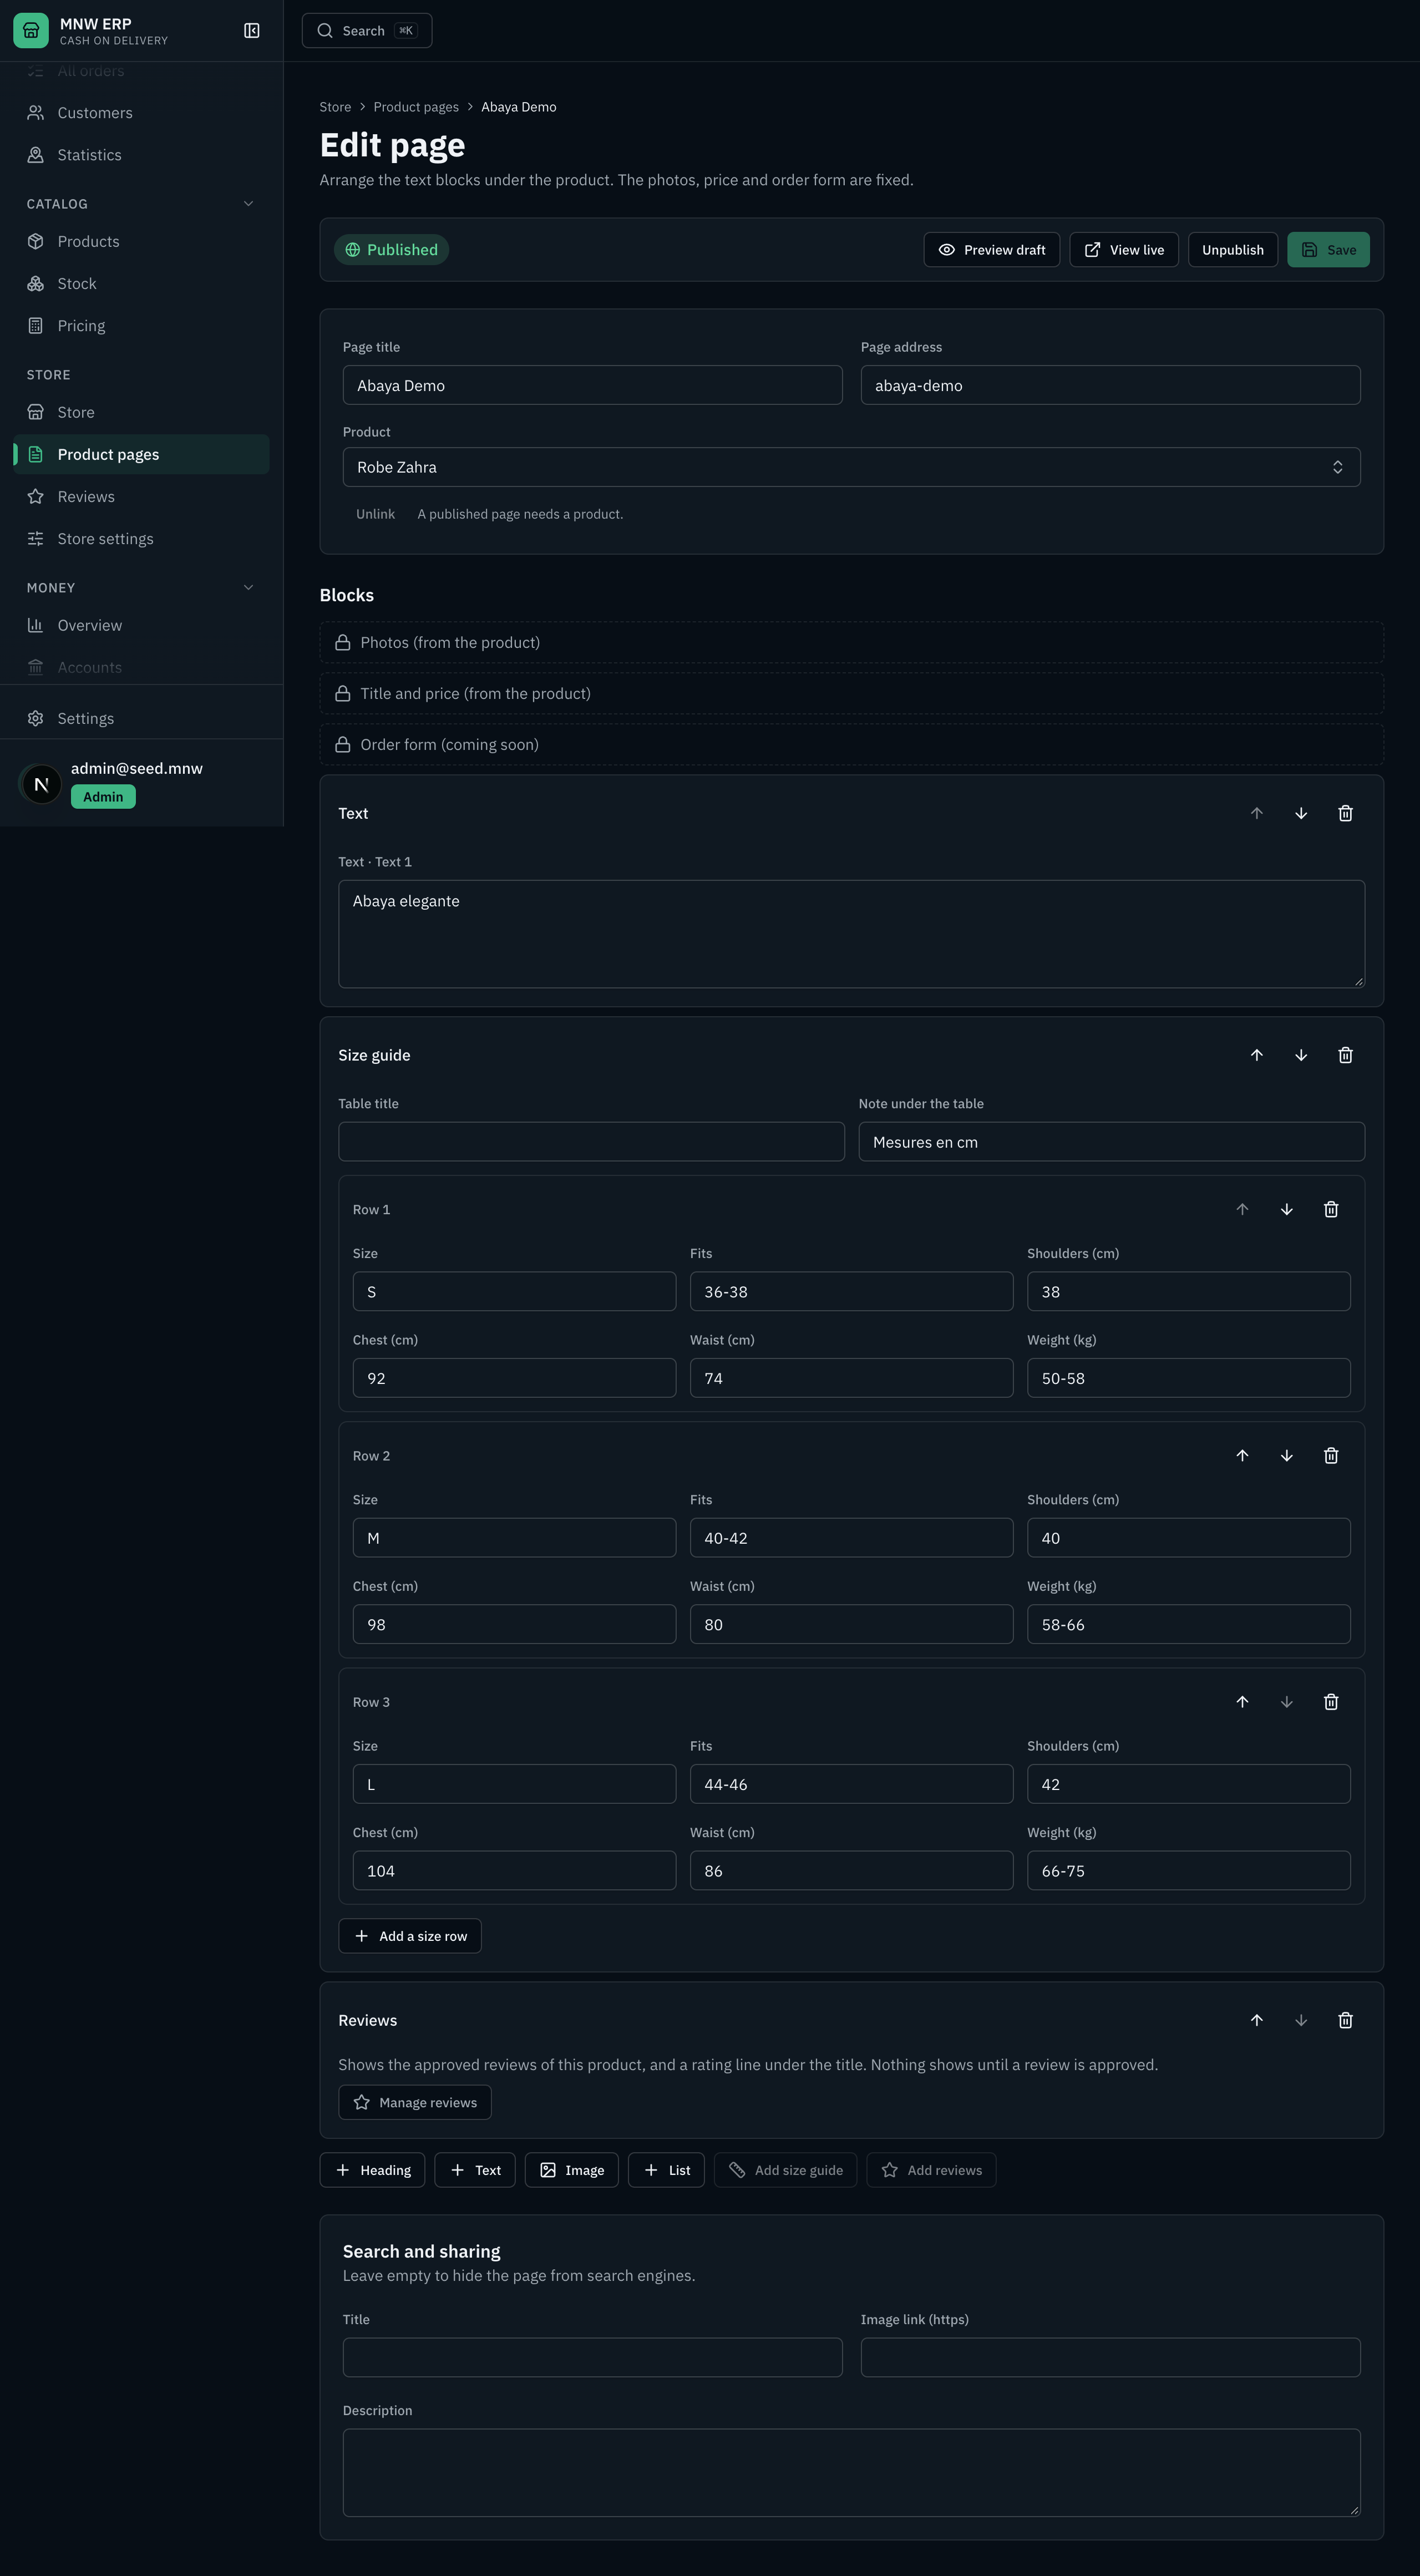 MNW ERP
CASH ON DELIVERY
Search ⌘K
All orders
Customers
Statistics
CATALOG
Products
Stock
Pricing
STORE
Store
Product pages
Reviews
Store settings
MONEY
Overview
Accounts
Settings
N
admin@seed.mnw
Admin
Store > Product pages > Abaya Demo
Edit page
Arrange the text blocks under the product. The photos, price and order form are fixed.
Published
Preview draft
View live
Unpublish
Save
Page title
Page address
Abaya Demo
abaya-demo
Product
Robe Zahra
Unlink
A published page needs a product.
Blocks
Photos (from the product)
Title and price (from the product)
Order form (coming soon)
Text
Text · Text 1
Abaya elegante
Size guide
Table title
Note under the table
Mesures en cm
Row 1
Size
Fits
Shoulders (cm)
S
36-38
38
Chest (cm)
Waist (cm)
Weight (kg)
92
74
50-58
Row 2
Size
Fits
Shoulders (cm)
M
40-42
40
Chest (cm)
Waist (cm)
Weight (kg)
98
80
58-66
Row 3
Size
Fits
Shoulders (cm)
L
44-46
42
Chest (cm)
Waist (cm)
Weight (kg)
104
86
66-75
Add a size row
Reviews
Shows the approved reviews of this product, and a rating line under the title. Nothing shows until a review is approved.
Manage reviews
Heading
Text
Image
List
Add size guide
Add reviews
Search and sharing
Leave empty to hide the page from search engines.
Title
Image link (https)
Description